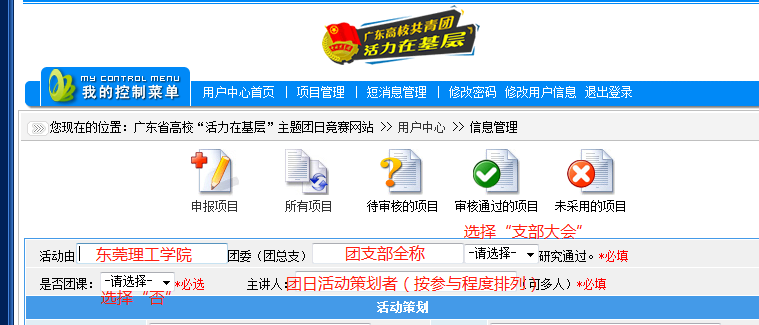 广东高校共青团
活力在基层
MY CONTROL MENU
我的控制菜单 用户中心首页 | 项目管理 | 短消息管理 | 修改密码 修改用户信息 退出登录
您现在的位置：广东省高校“活力在基层”主题团日竞赛网站 >> 用户中心 >> 信息管理
申报项目 所有项目 待审核的项目 审核通过的项目 未采用的项目
选择“支部大会”
活动由 东莞理工学院 团委（团总支） 团支部全称 -请选择- 研究通过。*必填
是否团课： -请选择- *必选 主讲人： 团日活动策划者（按参与程度排列） （可多人）*必填
选择“否”
活动策划